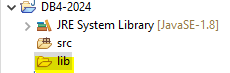 DB4-2024
JRE System Library [JavaSE-1.8]
src
lib